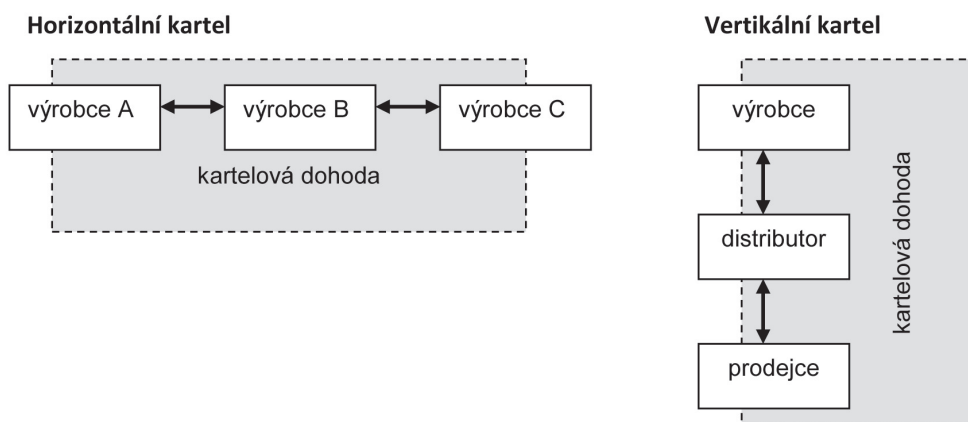 Horizontální kartel
výrobce A
výrobce B
výrobce C
kartelová dohoda
Vertikální kartel
výrobce
distributor
prodejce
kartelová dohoda